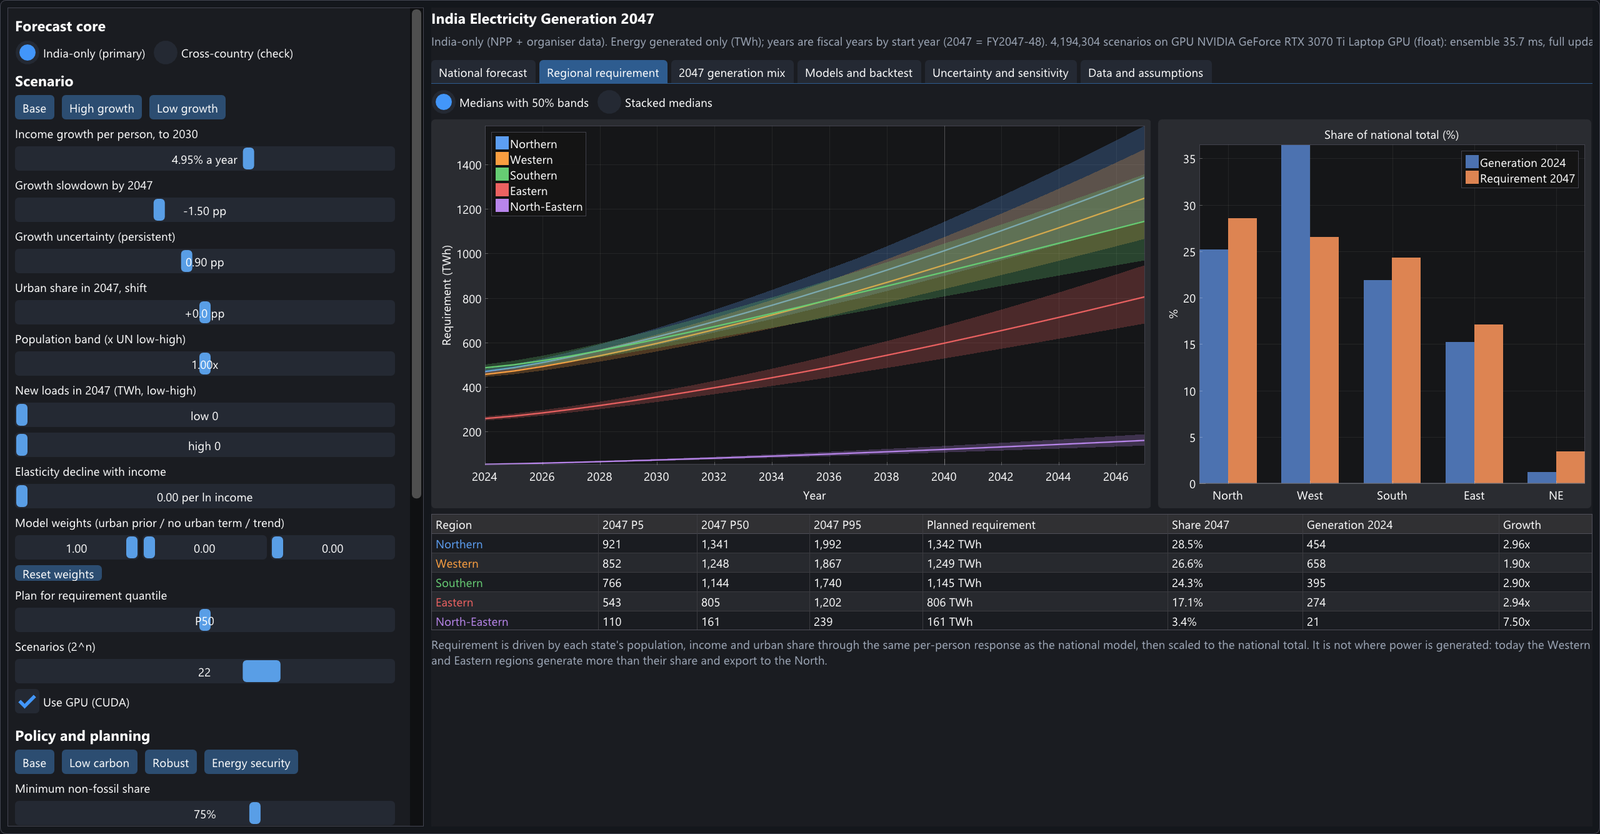 Forecast core
India-only (primary)
Cross-country (check)
Scenario
Base
High growth
Low growth
Income growth per person, to 2030
4.95% a year
Growth slowdown by 2047
-1.50 pp
Growth uncertainty (persistent)
0.90 pp
Urban share in 2047, shift
+0.0 pp
Population band (x UN low-high)
1.00x
New loads in 2047 (TWh, low-high)
low 0
high 0
Elasticity decline with income
0.00 per ln income
Model weights (urban prior / no urban term / trend)
1.00 0.00 0.00
Reset weights
Plan for requirement quantile
P50
Scenarios (2^n)
22
Use GPU (CUDA)
Policy and planning
Base
Low carbon
Robust
Energy security
Minimum non-fossil share
75%
India Electricity Generation 2047
India-only (NPP + organiser data). Energy generated only (TWh); years are fiscal years by start year (2047 = FY2047-48). 4,194,304 scenarios on GPU NVIDIA GeForce RTX 3070 Ti Laptop GPU (float): ensemble 35.7 ms, full upda
National forecast
Regional requirement
2047 generation mix
Models and backtest
Uncertainty and sensitivity
Data and assumptions
Medians with 50% bands
Stacked medians
Northern
Western
Southern
Eastern
North-Eastern
Requirement (TWh)
1400
1200
1000
800
600
400
200
2024 2026 2028 2030 2032 2034 2036 2038 2040 2042 2044 2046
Year
Share of national total (%)
Generation 2024
Requirement 2047
%
35
30
25
20
15
10
5
0
North West South East NE
Region 2047 P5 2047 P50 2047 P95 Planned requirement Share 2047 Generation 2024 Growth
Northern 921 1,341 1,992 1,342 TWh 28.5% 454 2.96x
Western 852 1,248 1,867 1,249 TWh 26.6% 658 1.90x
Southern 766 1,144 1,740 1,145 TWh 24.3% 395 2.90x
Eastern 543 805 1,202 806 TWh 17.1% 274 2.94x
North-Eastern 110 161 239 161 TWh 3.4% 21 7.50x
Requirement is driven by each state's population, income and urban share through the same per-person response as the national model, then scaled to the national total. It is not where power is generated: today the Western
and Eastern regions generate more than their share and export to the North.